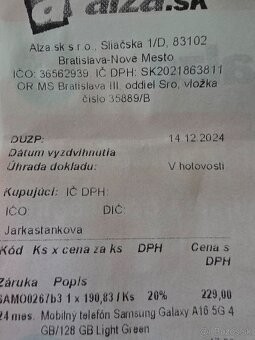 alza.sk
Alza.sk s r.o., Sliačska 1/D, 83102
Bratislava-Nove Mesto
IČO: 36562939. IČ DPH: SK2021863811
OR MS Bratislava III, oddiel Sro, vložka
číslo 35889/B
DUZP: 14.12.2024
Dátum vyzdvihnutia
Úhrada dokladu: V hotovosti
Kupujúci: IČ DPH:
IČO: DIČ:
Jarkastankova
Kód Ks x cena za ks DPH Cena s
DPH
Záruka Popis
SAMO0267b3 1 x 190,83 / Ks 20% 229,00
24 mes. Mobilný telefón Samsung Galaxy A16 5G 4
GB/128 GB Light Green